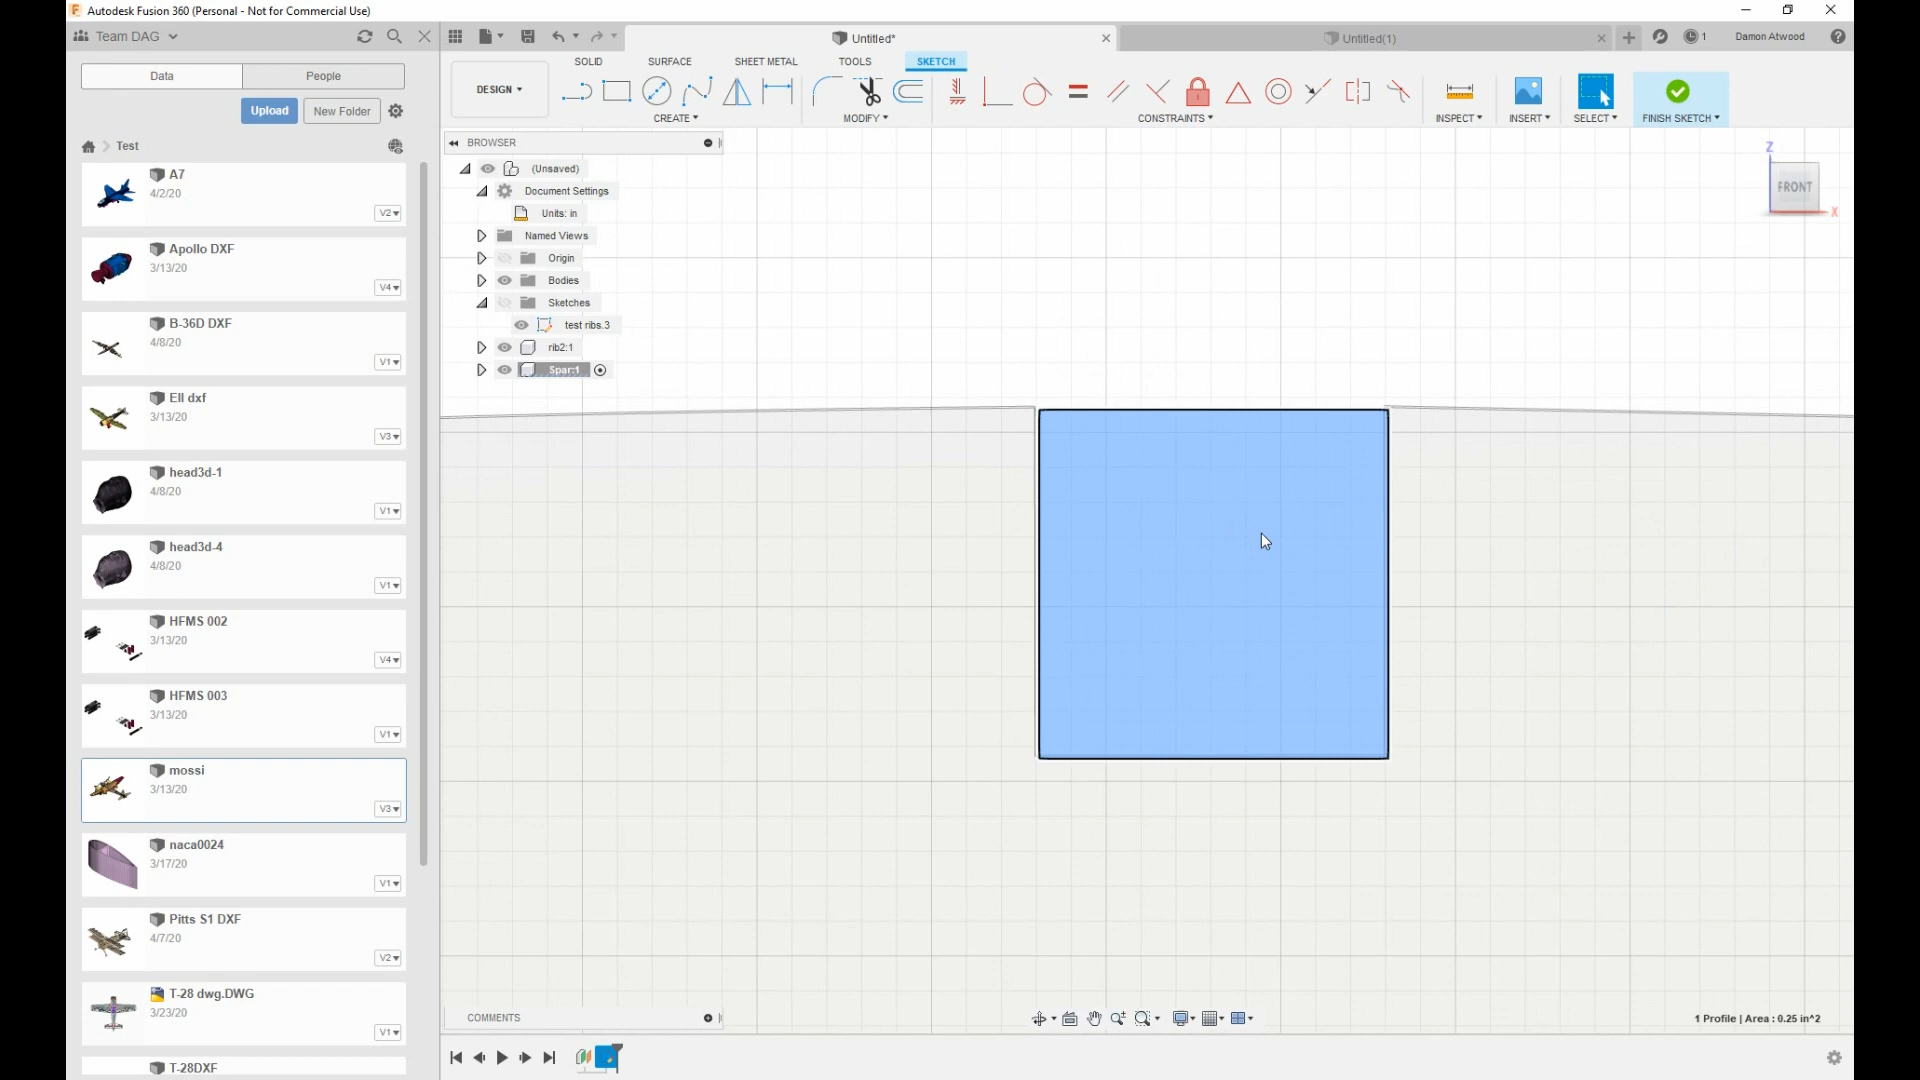 Autodesk Fusion 360 (Personal - Not for Commercial Use)
Team DAG
Untitled*
Untitled(1)
1
Damon Atwood
Data
People
SOLID
SURFACE
SHEET METAL
TOOLS
SKETCH
DESIGN
CREATE
MODIFY
CONSTRAINTS
INSPECT
INSERT
SELECT
FINISH SKETCH
Upload
New Folder
Test
BROWSER
(Unsaved)
Document Settings
Units: in
Named Views
Origin
Bodies
Sketches
test ribs.3
rib2:1
Spar:1
Z
FRONT
X
A7
4/2/20
V2
Apollo DXF
3/13/20
V4
B-36D DXF
4/8/20
V1
Ell dxf
3/13/20
V3
head3d-1
4/8/20
V1
head3d-4
4/8/20
V1
HFMS 002
3/13/20
V4
HFMS 003
3/13/20
V1
mossi
3/13/20
V3
naca0024
3/17/20
V1
Pitts S1 DXF
4/7/20
V2
T-28 dwg.DWG
3/23/20
V1
T-28DXF
COMMENTS
1 Profile | Area : 0.25 in^2